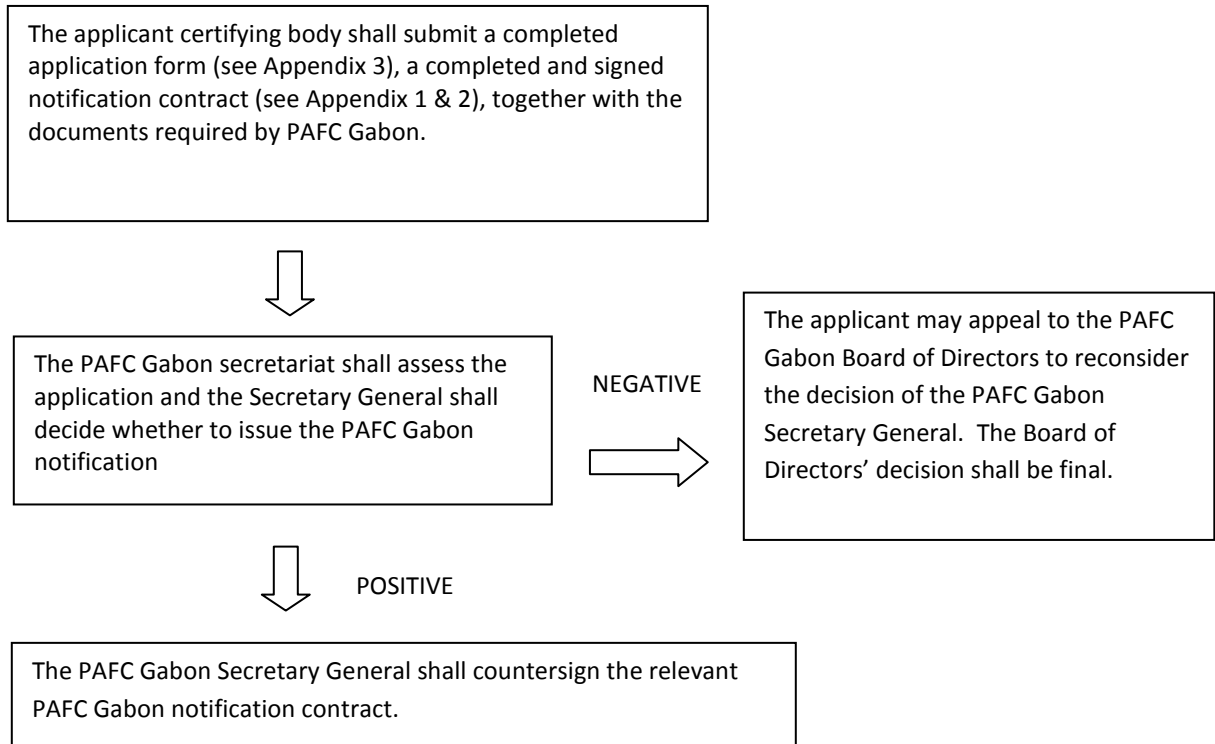 The applicant certifying body shall submit a completed
application form (see Appendix 3), a completed and signed
notification contract (see Appendix 1 & 2), together with the
documents required by PAFC Gabon.
The PAFC Gabon secretariat shall assess the
application and the Secretary General shall
decide whether to issue the PAFC Gabon
notification
NEGATIVE
The applicant may appeal to the PAFC
Gabon Board of Directors to reconsider
the decision of the PAFC Gabon
Secretary General. The Board of
Directors’ decision shall be final.
POSITIVE
The PAFC Gabon Secretary General shall countersign the relevant
PAFC Gabon notification contract.